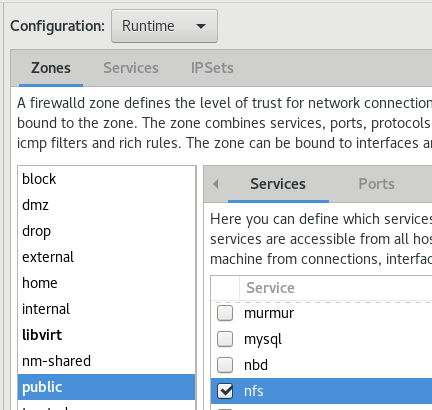 Configuration: Runtime
Zones Services IPSets
A firewalld zone defines the level of trust for network connection
bound to the zone. The zone combines services, ports, protocols
icmp filters and rich rules. The zone can be bound to interfaces a
block
dmz
drop
external
home
internal
libvirt
nm-shared
public
Services Ports
Here you can define which services
services are accessible from all hos
machine from connections, interfac
Service
murmur
mysql
nbd
nfs